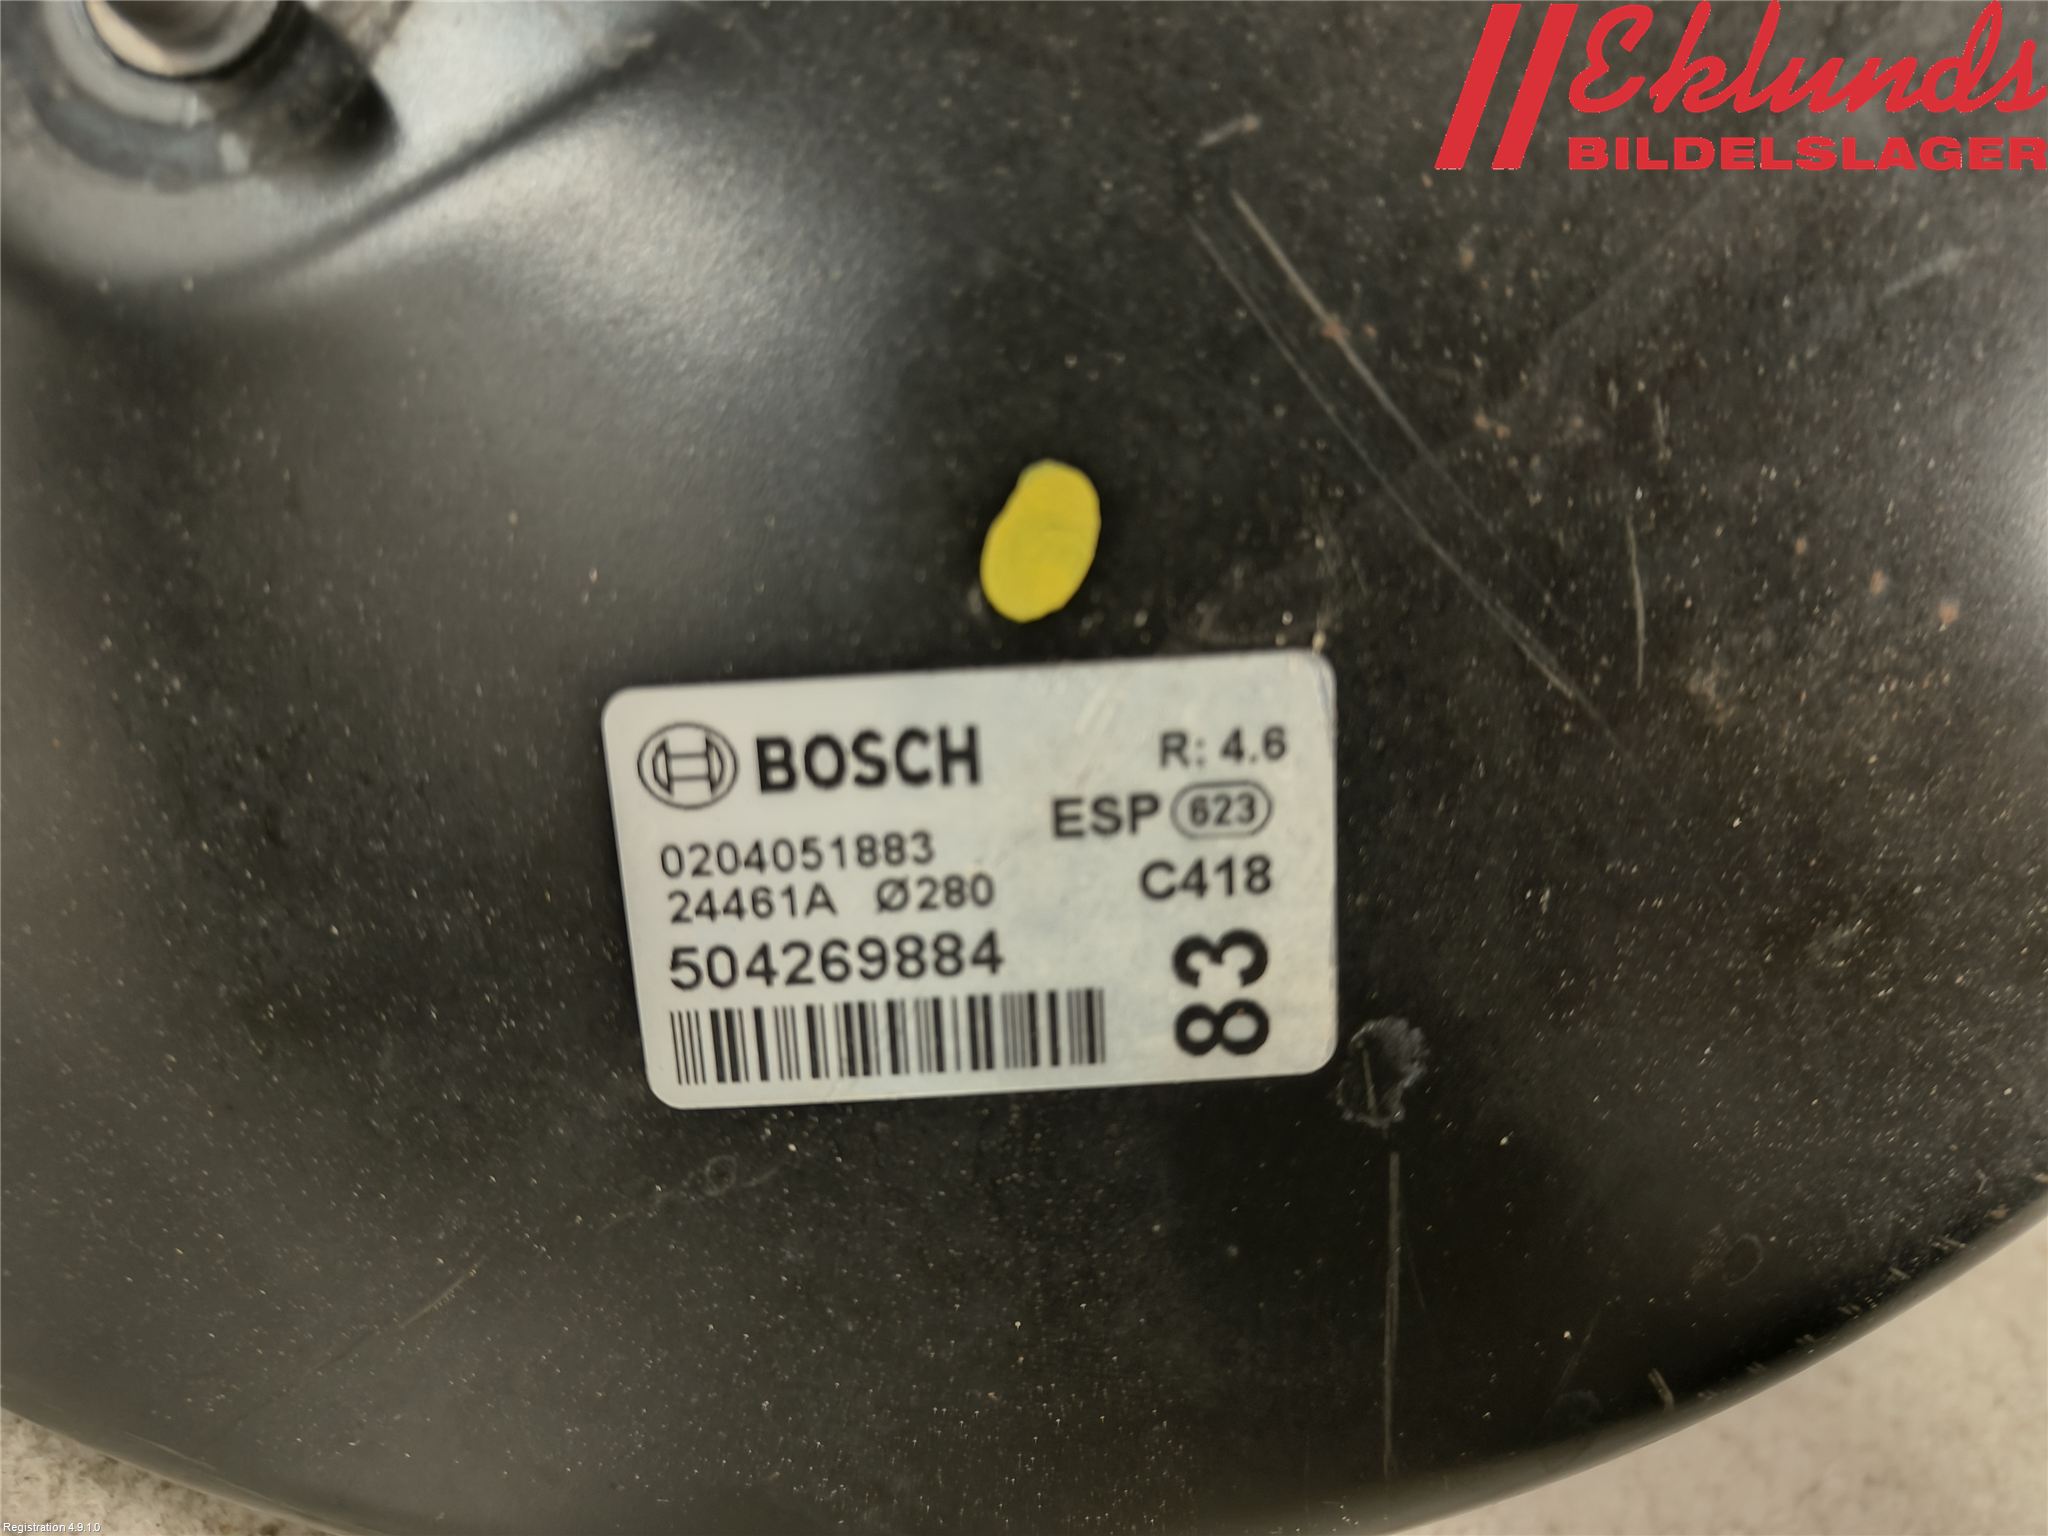 Eklunds
BILDELSLAGER
BOSCH
R: 4.6
ESP 623
0204051883
24461A Ø280
C418
504269884
83
Registration 4.9.1.0